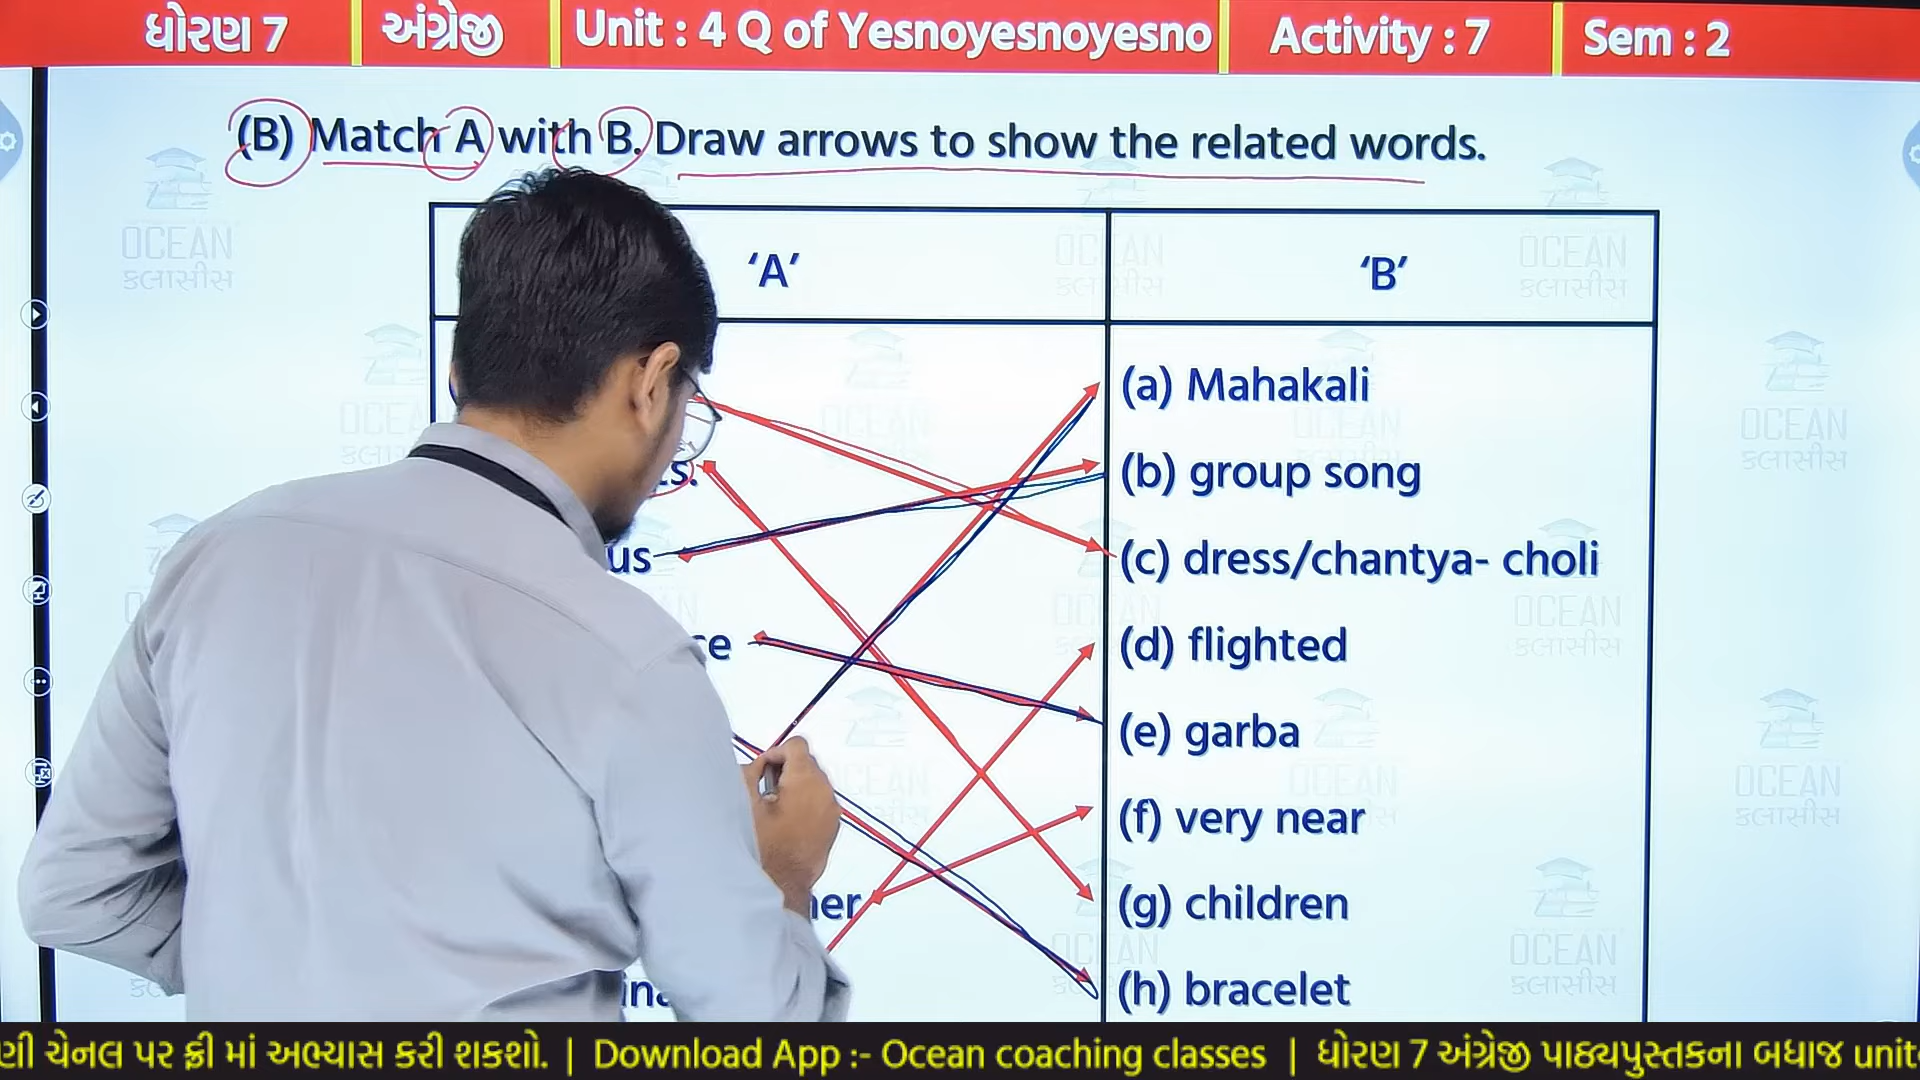 ધોરણ 7 અંગ્રેજી Unit : 4 Q of Yesnoyesnoyesno Activity : 7 Sem : 2
(B) Match A with B. Draw arrows to show the related words.
‘A’ ‘B’
(a) Mahakali
(b) group song
(c) dress/chantya- choli
(d) flighted
(e) garba
(f) very near
(g) children
(h) bracelet
OCEAN
કલાસીસ
ચેનલ પર ફ્રી માં અભ્યાસ કરી શકશો. | Download App :- Ocean coaching classes | ધોરણ 7 અંગ્રેજી પાઠ્યપુસ્તકના બધાજ